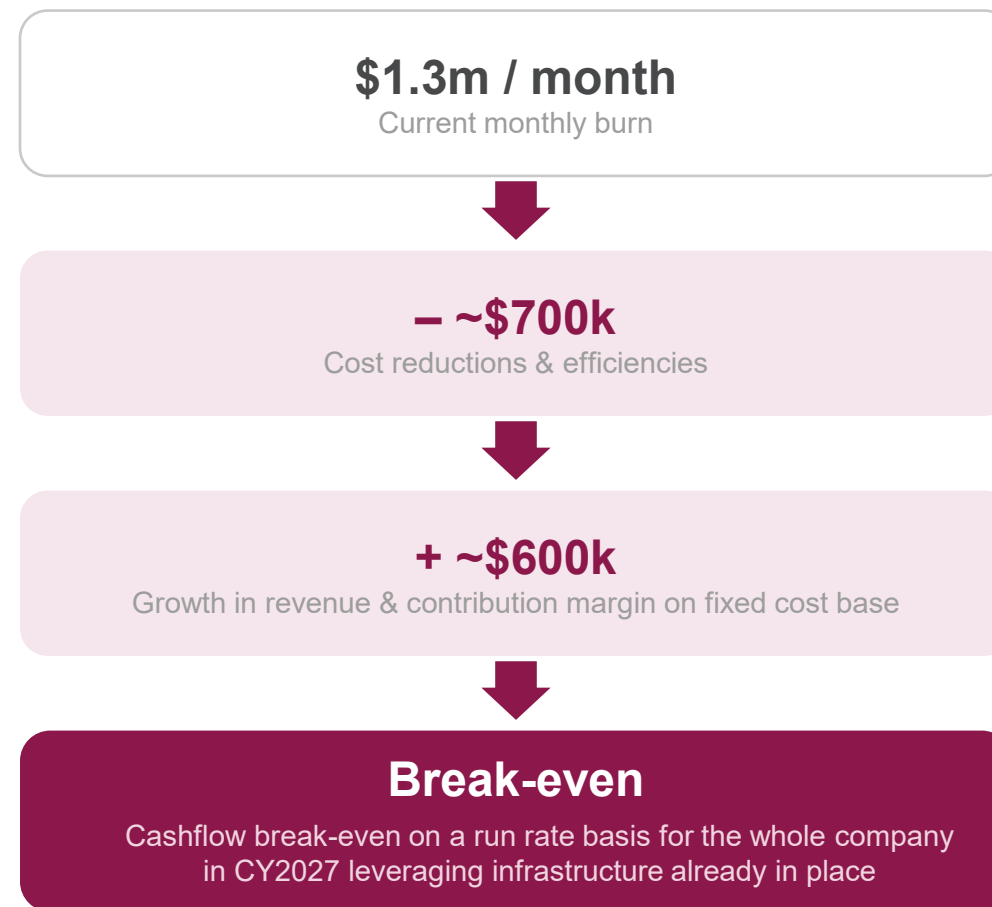 $1.3m / month
Current monthly burn
– ~$700k
Cost reductions & efficiencies
+ ~$600k
Growth in revenue & contribution margin on fixed cost base
Break-even
Cashflow break-even on a run rate basis for the whole company
in CY2027 leveraging infrastructure already in place